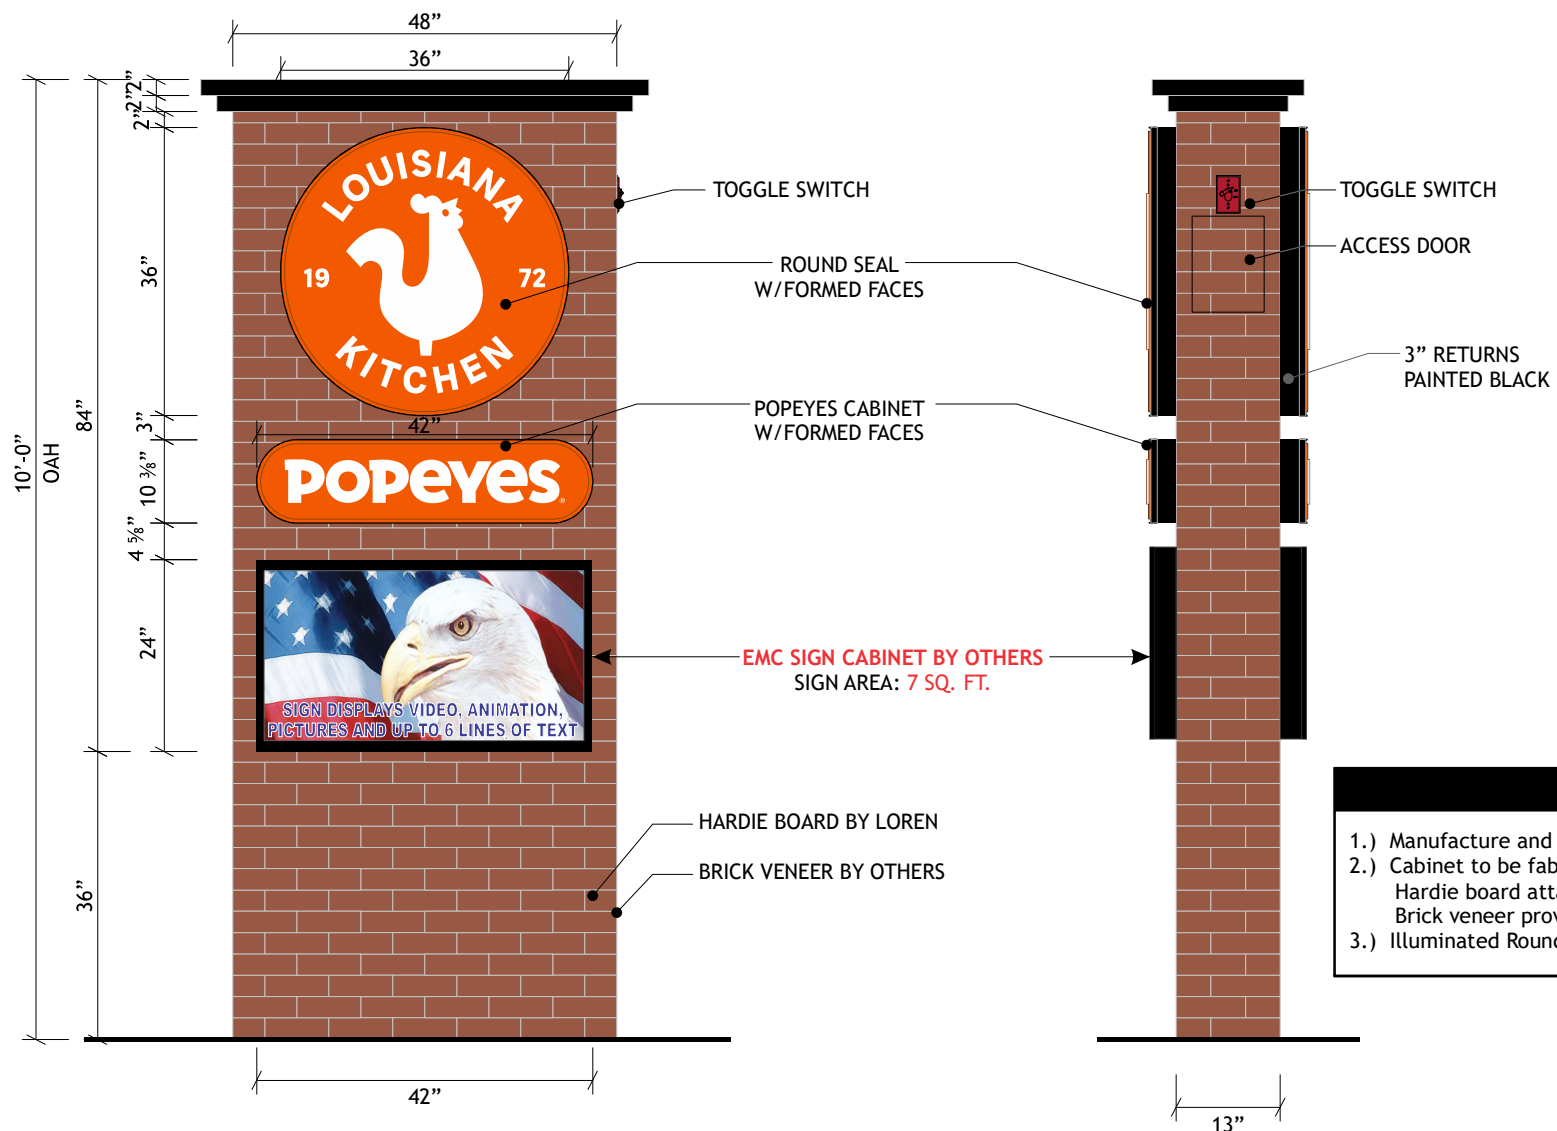 48”
36”
2”
2”
2”
36”
3”
10 ⅜”
4 ⅝”
24”
84”
36”
10’-0”
OAH
LOUISIANA
19 72
KITCHEN
42”
POPEYES
SIGN DISPLAYS VIDEO, ANIMATION,
PICTURES AND UP TO 6 LINES OF TEXT
42”
TOGGLE SWITCH
ROUND SEAL
W/FORMED FACES
POPEYES CABINET
W/FORMED FACES
EMC SIGN CABINET BY OTHERS
SIGN AREA: 7 SQ. FT.
HARDIE BOARD BY LOREN
BRICK VENEER BY OTHERS
TOGGLE SWITCH
ACCESS DOOR
3” RETURNS
PAINTED BLACK
13”
1.) Manufacture and
2.) Cabinet to be fab
Hardie board atta
Brick veneer prov
3.) Illuminated Round